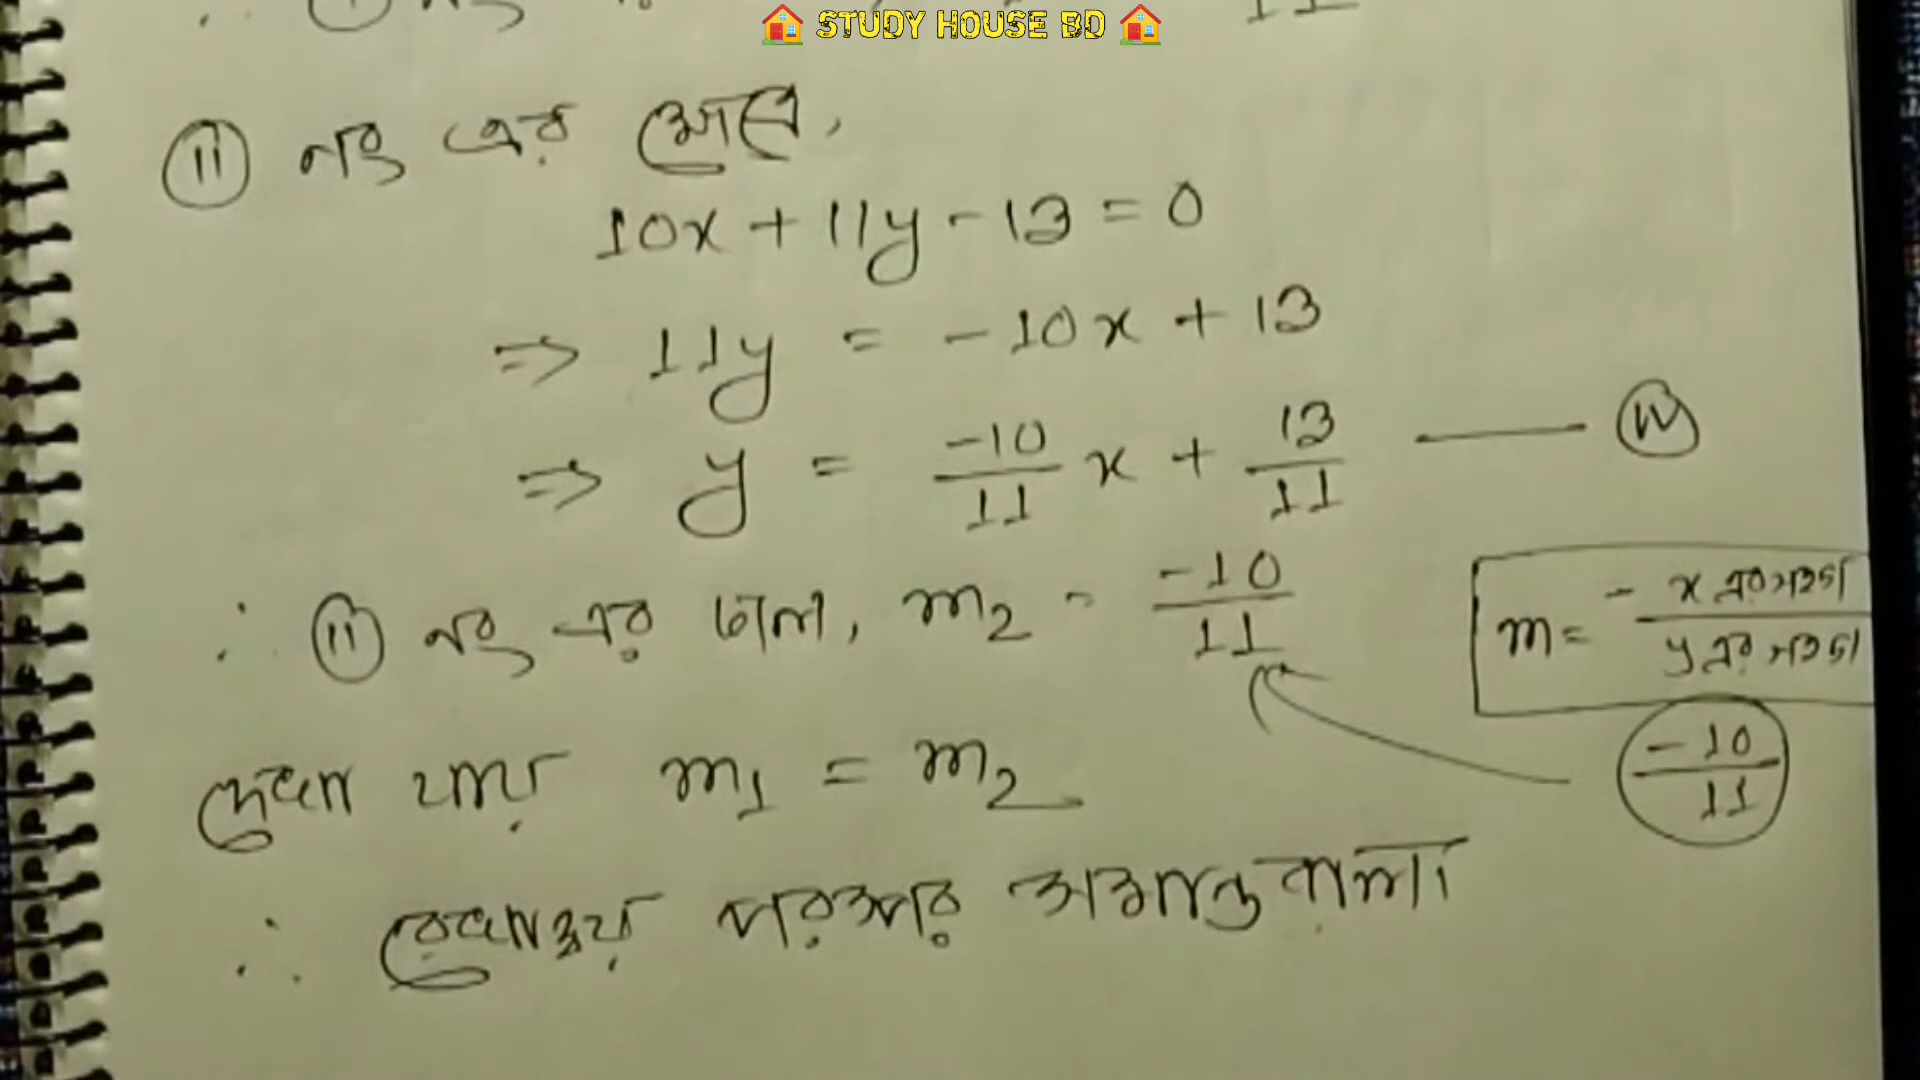 STUDY HOUSE BD
(ii) নং এর ক্ষেত্রে,
10x + 11y - 13 = 0
⇒ 11y = -10x + 13
⇒ y = -10/11 x + 13/11 —— (iv)
∴ (ii) নং এর ঢাল, m₂ = -10/11
m = - x এর সহগ / y এর সহগ
-10/11
দেখা যায় m₁ = m₂
∴ রেখাদ্বয় পরস্পর সমান্তরাল।